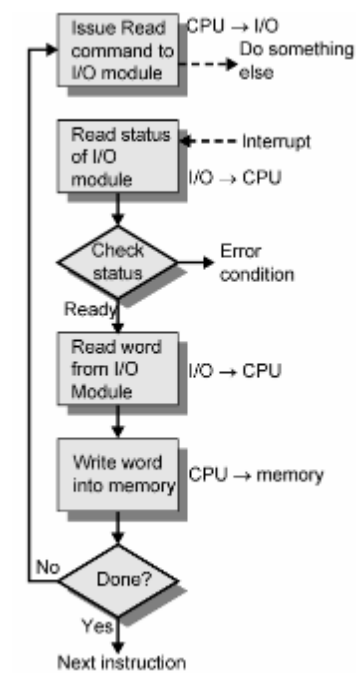 Issue Read
command to
I/O module
CPU → I/O
Do something
else
Read status
of I/O
module
Interrupt
I/O → CPU
Check
status
Error
condition
Ready
Read word
from I/O
Module
I/O → CPU
Write word
into memory
CPU → memory
No
Done?
Yes
Next instruction